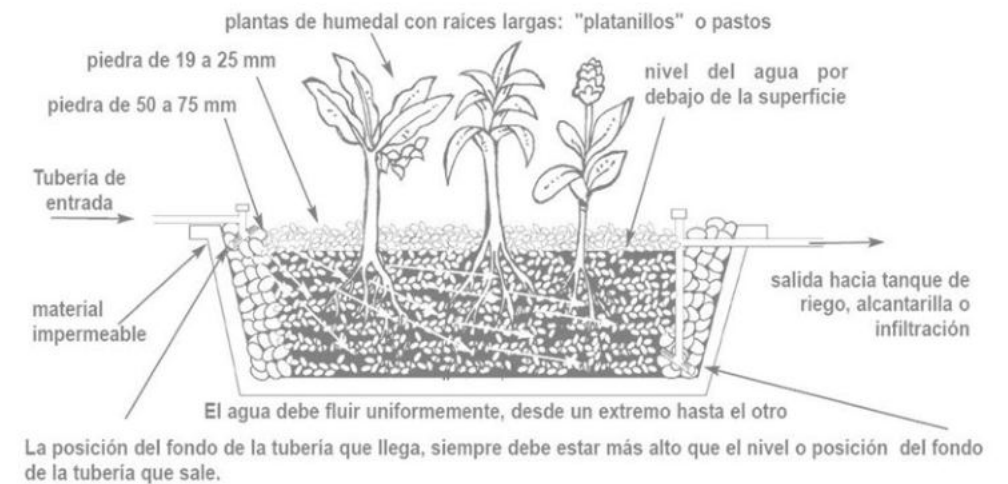 plantas de humedal con raíces largas: "platanillos" o pastos
piedra de 19 a 25 mm
nivel del agua por
debajo de la superficie
piedra de 50 a 75 mm
Tubería de
entrada
material
impermeable
salida hacia tanque de
riego, alcantarilla o
infiltración
El agua debe fluir uniformemente, desde un extremo hasta el otro
La posición del fondo de la tubería que llega, siempre debe estar más alto que el nivel o posición del fondo
de la tubería que sale.